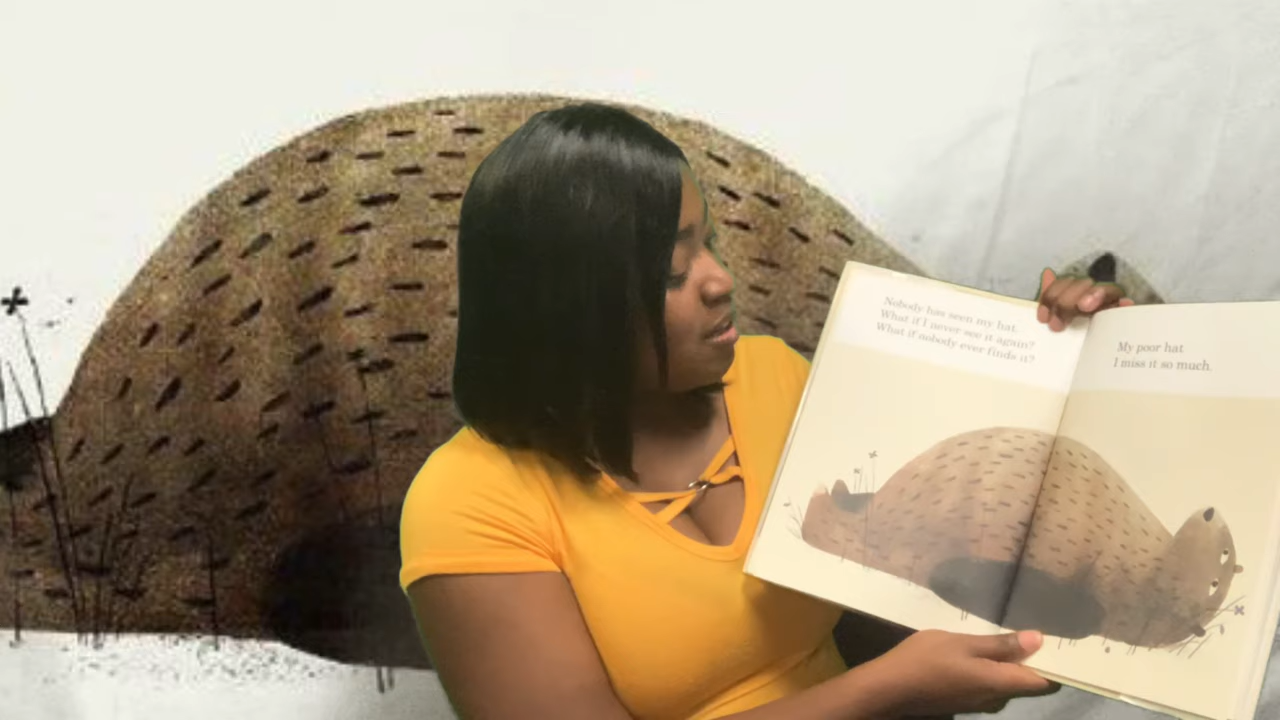 Nobody has seen my hat.
What if I never see it again?
What if nobody ever finds it?
My poor hat
I miss it so much.